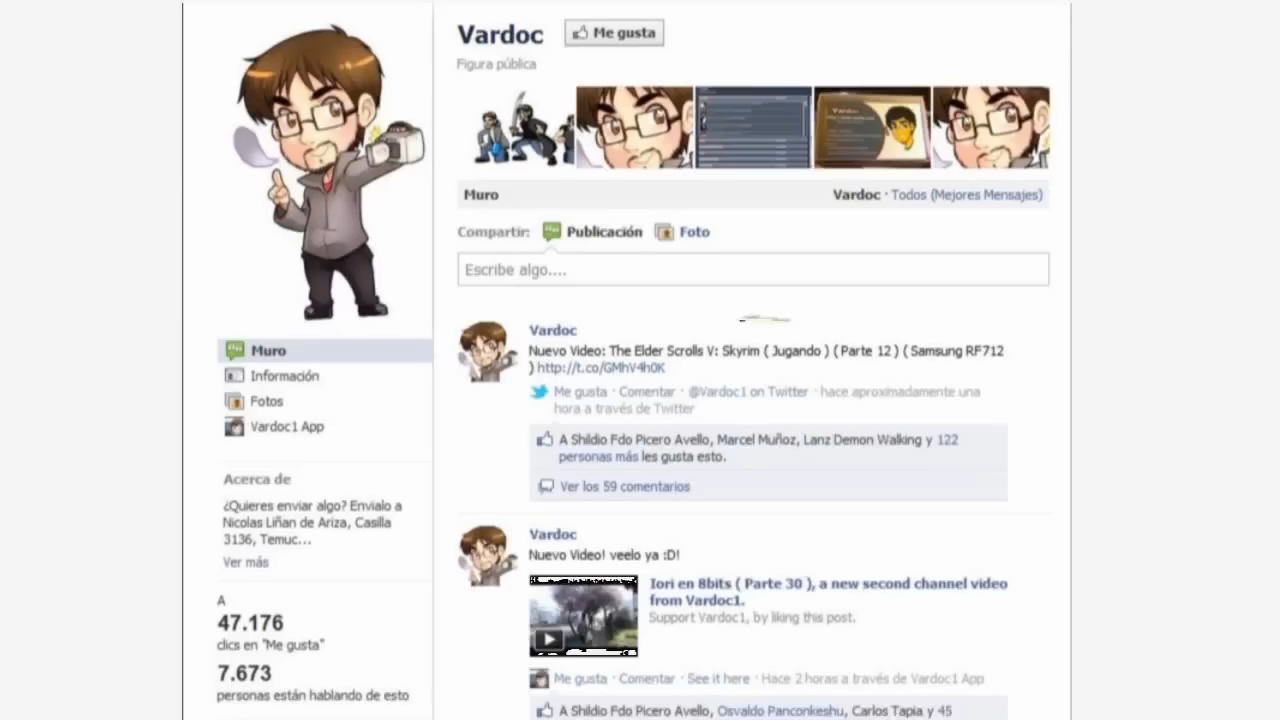 Vardoc
Me gusta
Figura pública
Muro
Vardoc · Todos (Mejores Mensajes)
Compartir: Publicación Foto
Escribe algo....
Vardoc
Nuevo Video: The Elder Scrolls V: Skyrim ( Jugando ) ( Parte 12 ) ( Samsung RF712
) http://t.co/GMhV4h0K
Me gusta · Comentar · @Vardoc1 on Twitter · hace aproximadamente una
hora a través de Twitter
A Shildio Fdo Picero Avello, Marcel Muñoz, Lanz Demon Walking y 122
personas más les gusta esto.
Ver los 59 comentarios
Vardoc
Nuevo Video! veelo ya :D!
Iori en 8bits ( Parte 30 ), a new second channel video
from Vardoc1.
Support Vardoc1, by liking this post.
Me gusta · Comentar · See it here · Hace 2 horas a través de Vardoc1 App
A Shildio Fdo Picero Avello, Osvaldo Panconkeshu, Carlos Tapia y 45
Muro
Información
Fotos
Vardoc1 App
Acerca de
¿Quieres enviar algo? Envialo a
Nicolas Liñan de Ariza, Casilla
3136, Temuc...
Ver más
A
47.176
clics en "Me gusta"
7.673
personas están hablando de esto